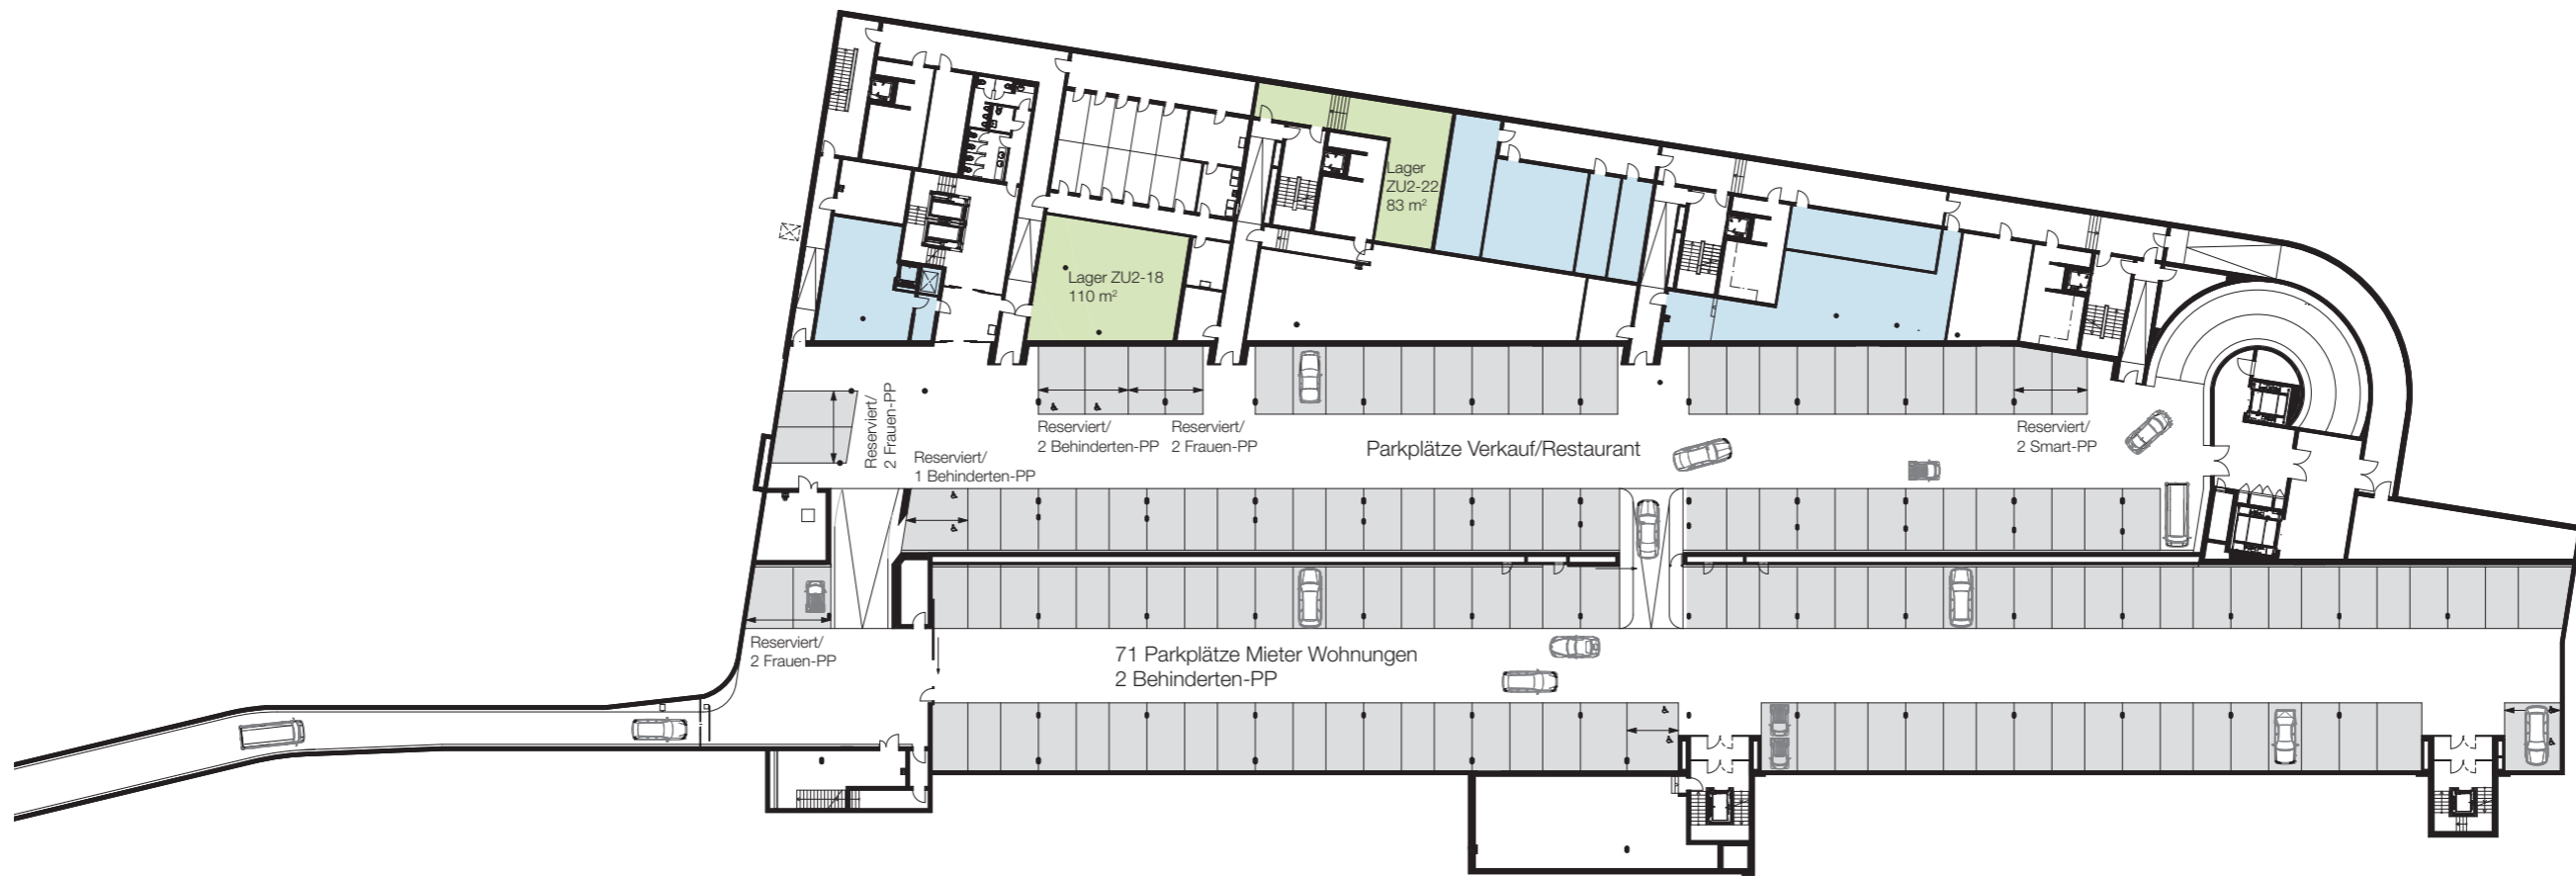 Lager
ZU2-22
83 m²
Lager ZU2-18
110 m²
Reserviert/
2 Frauen-PP
Reserviert/
1 Behinderten-PP
Reserviert/
2 Behinderten-PP
Reserviert/
2 Frauen-PP
Parkplätze Verkauf/Restaurant
Reserviert/
2 Smart-PP
Reserviert/
2 Frauen-PP
71 Parkplätze Mieter Wohnungen
2 Behinderten-PP